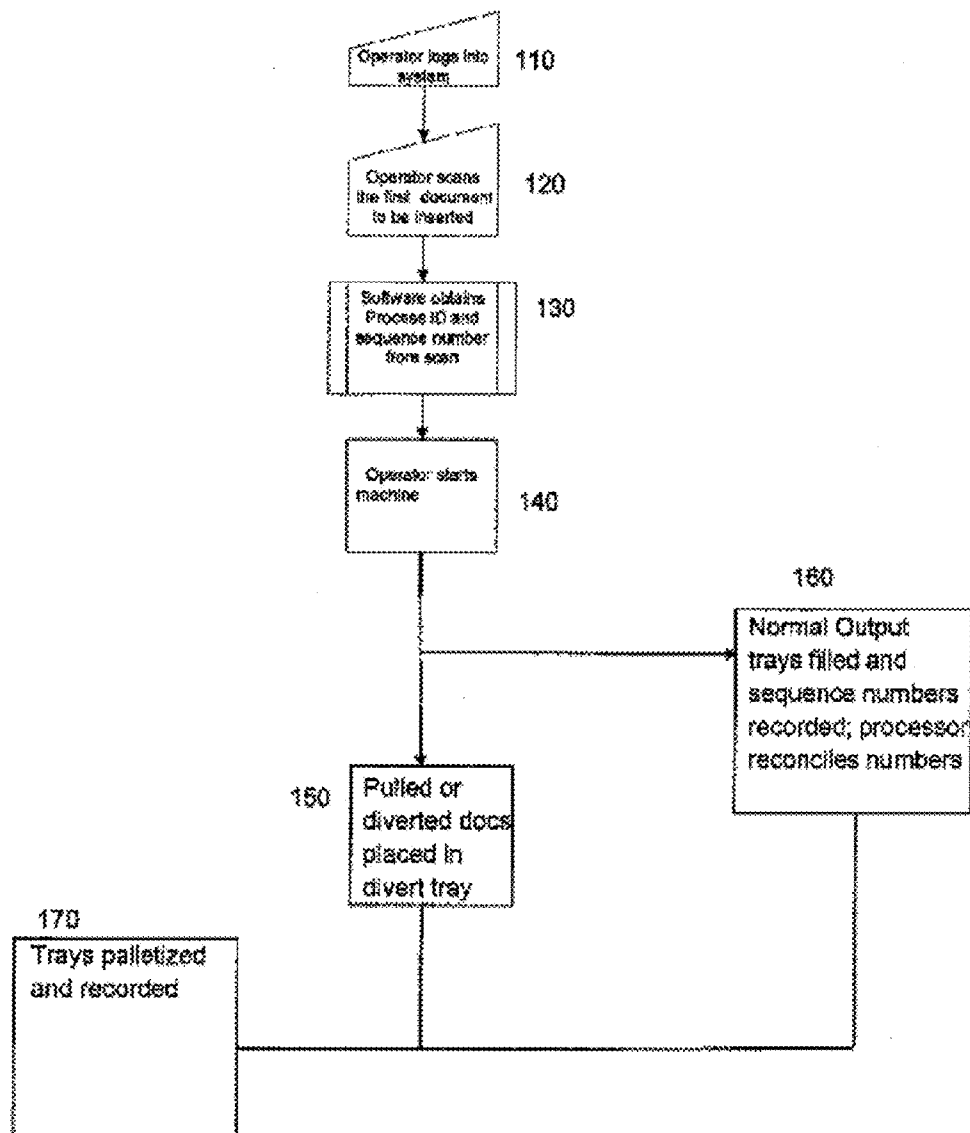 Operator logs into
system
110
Operator scans
the first document
to be inserted
120
Software obtains
Process ID and
sequence number
from scan
130
Operator starts
machine
140
160
Normal Output
trays filled and
sequence numbers
recorded; processor
reconciles numbers
150
Pulled or
diverted docs
placed in
divert tray
170
Trays palletized
and recorded